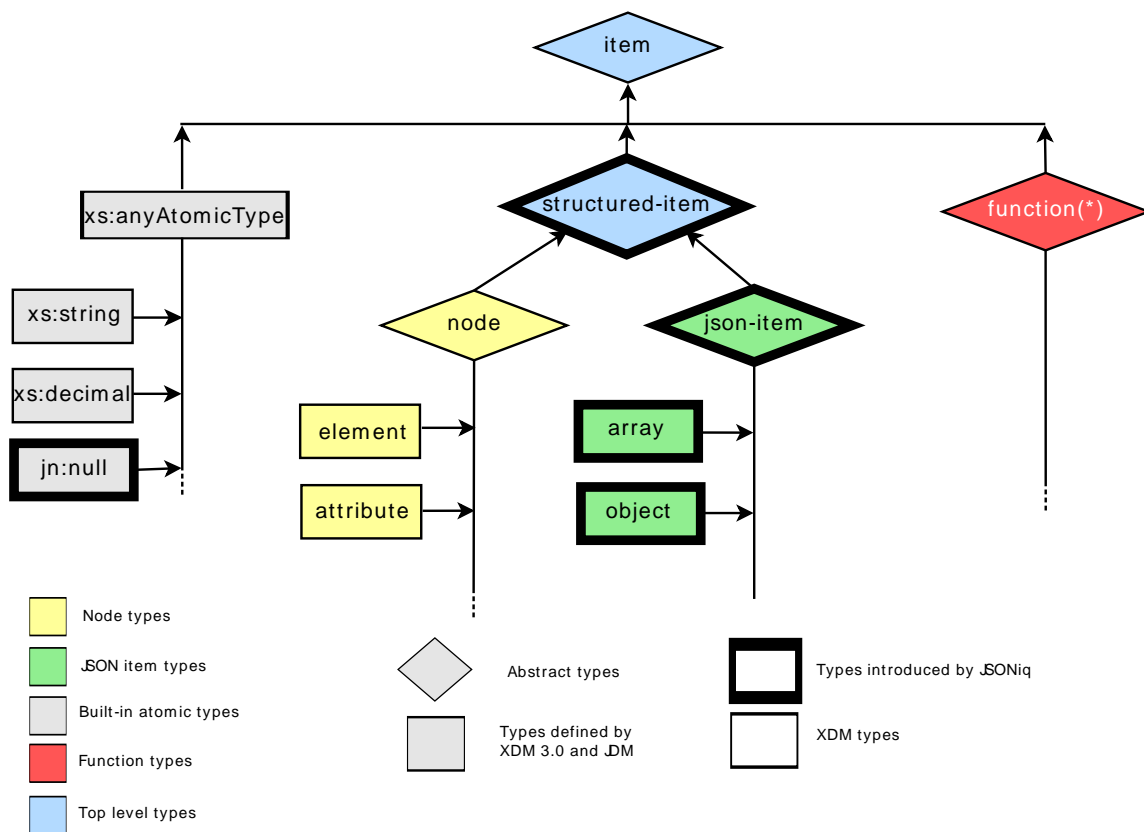 item
structured-item
xs:anyAtomicType
function(*)
xs:string
node
json-item
xs:decimal
element
array
jn:null
attribute
object
Node types
JSON item types
Built-in atomic types
Function types
Top level types
Abstract types
Types defined by
XDM 3.0 and JDM
Types introduced by JSONiq
XDM types